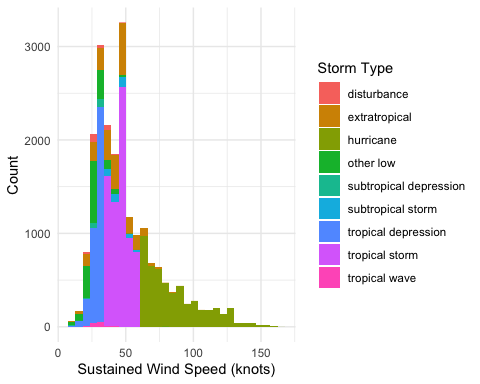 3000
2000
1000
0
Count
0
50
100
150
Sustained Wind Speed (knots)
Storm Type
disturbance
extratropical
hurricane
other low
subtropical depression
subtropical storm
tropical depression
tropical storm
tropical wave